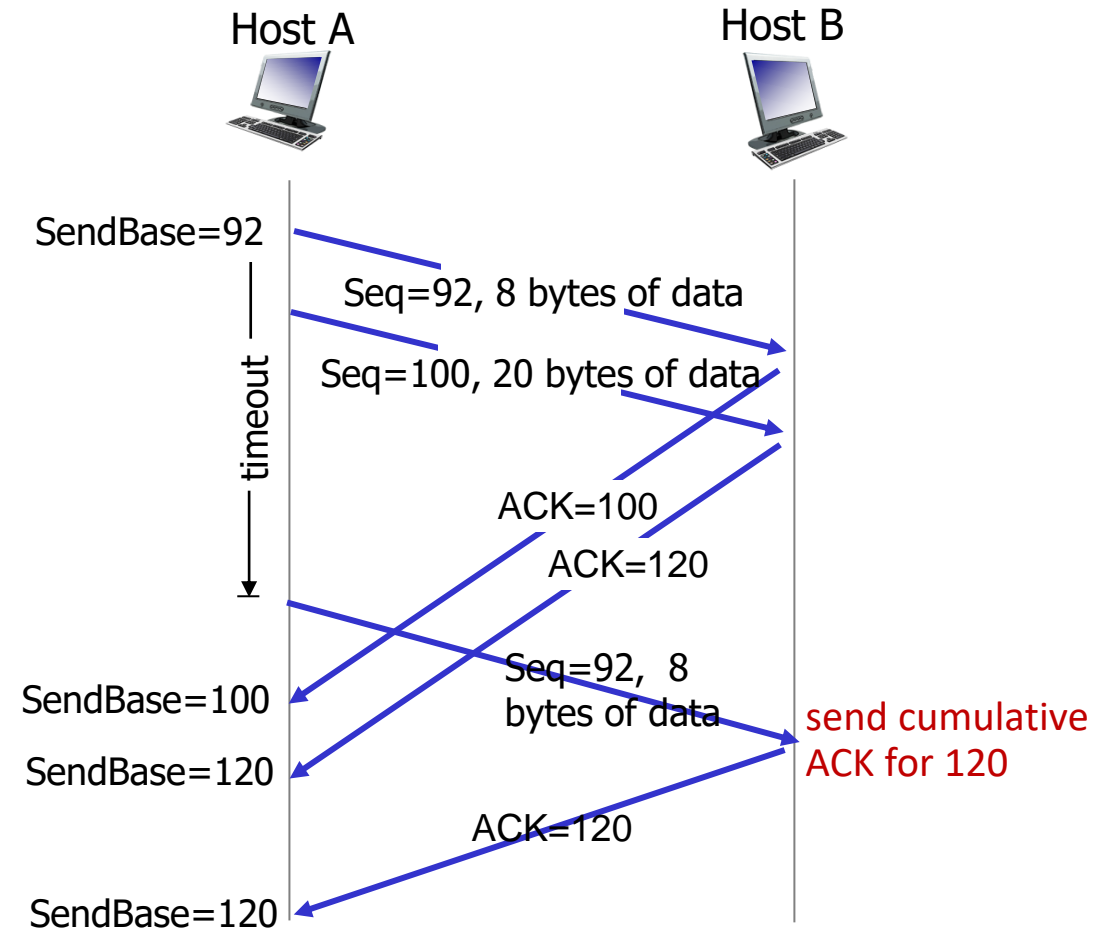 Host A
Host B
SendBase=92
Seq=92, 8 bytes of data
Seq=100, 20 bytes of data
timeout
ACK=100
ACK=120
Seq=92, 8
bytes of data
SendBase=100
send cumulative
ACK for 120
SendBase=120
ACK=120
SendBase=120